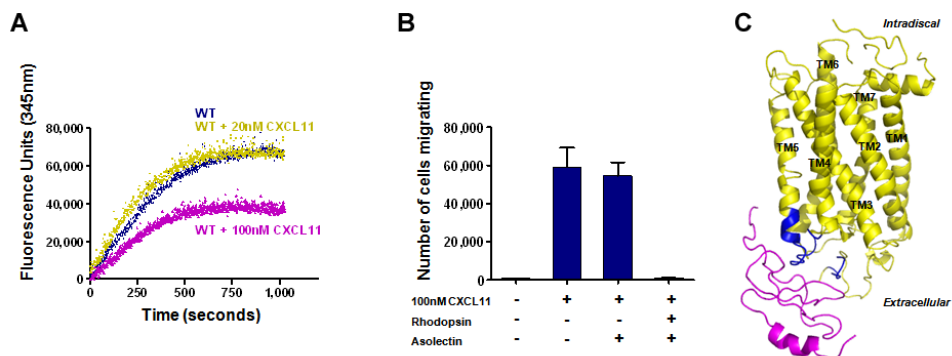 A
Fluorescence Units (345nm)
80,000
60,000
40,000
20,000
0
WT
WT + 20nM CXCL11
WT + 100nM CXCL11
0
250
500
750
1,000
Time (seconds)
B
Number of cells migrating
80,000
60,000
40,000
20,000
0
100nM CXCL11 - + + +
Rhodopsin - - - +
Asolectin - - + +
C
Intradiscal
TM6
TM7
TM1
TM5
TM2
TM4
TM3
Extracellular